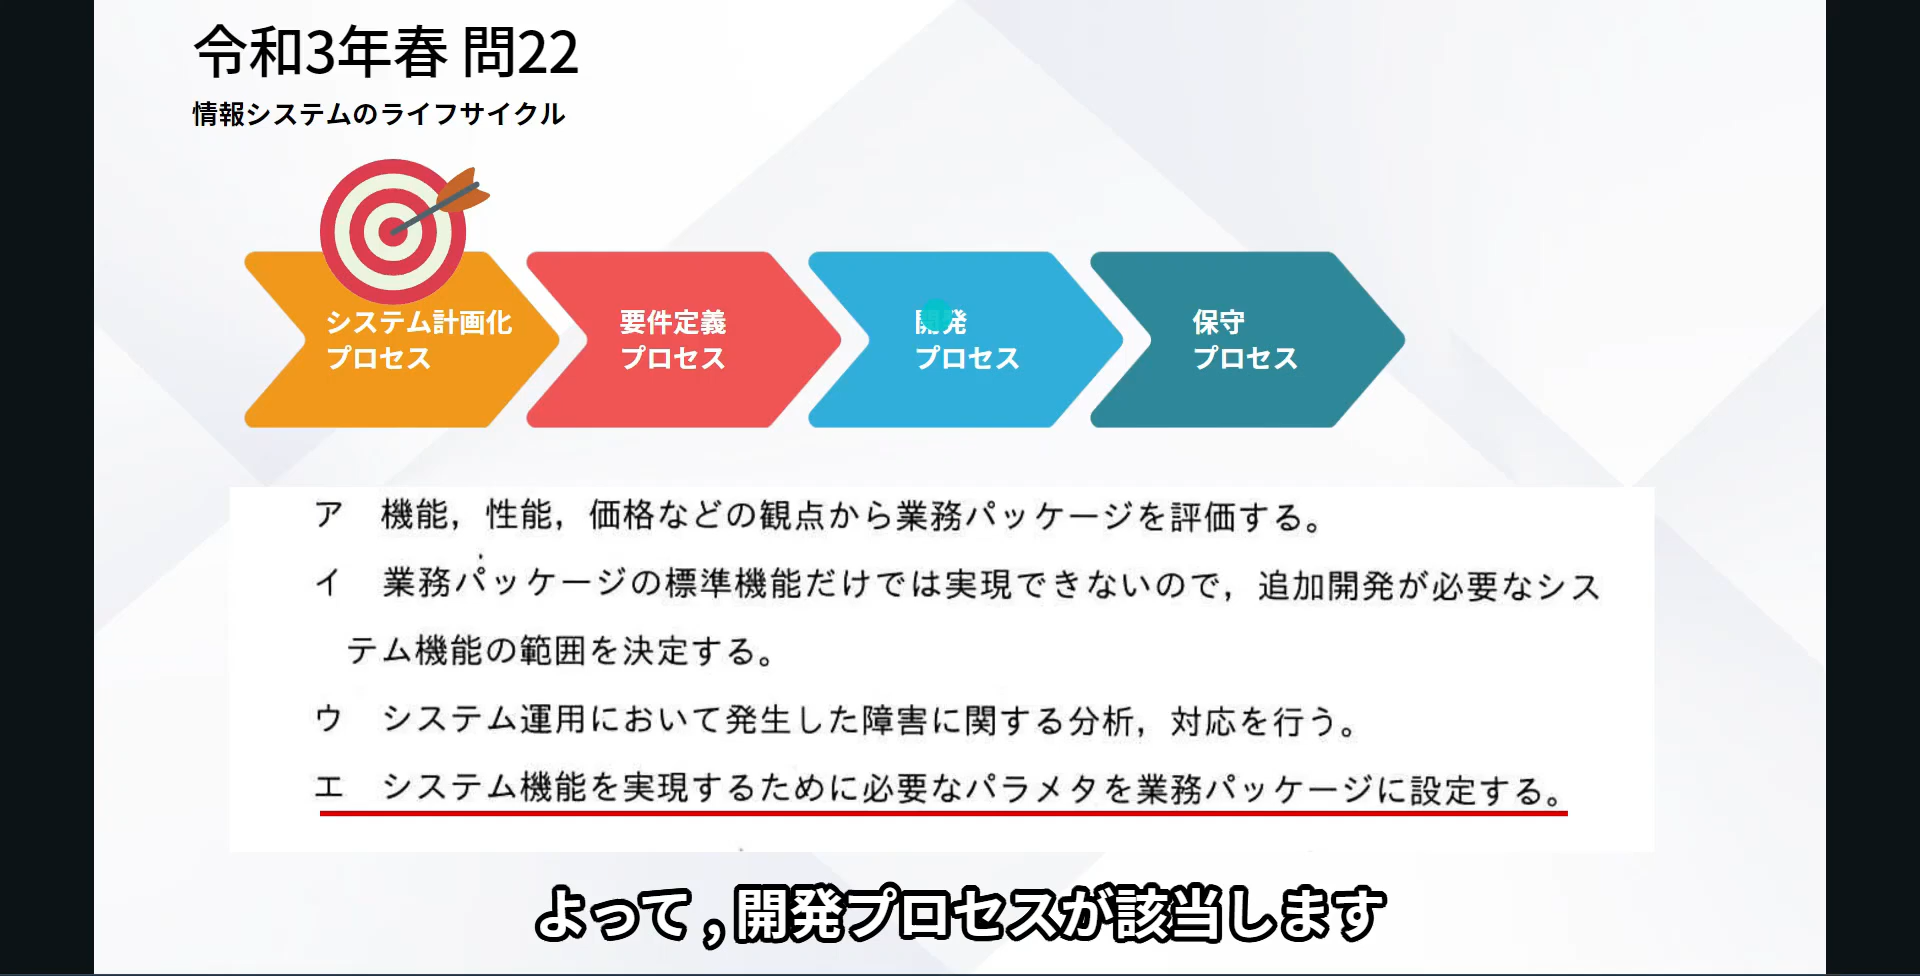 令和3年春 問22
情報システムのライフサイクル
システム計画化
プロセス
要件定義
プロセス
開発
プロセス
保守
プロセス
ア 機能，性能，価格などの観点から業務パッケージを評価する。
イ 業務パッケージの標準機能だけでは実現できないので，追加開発が必要なシス
テム機能の範囲を決定する。
ウ システム運用において発生した障害に関する分析，対応を行う。
エ システム機能を実現するために必要なパラメタを業務パッケージに設定する。
よって,開発プロセスが該当します